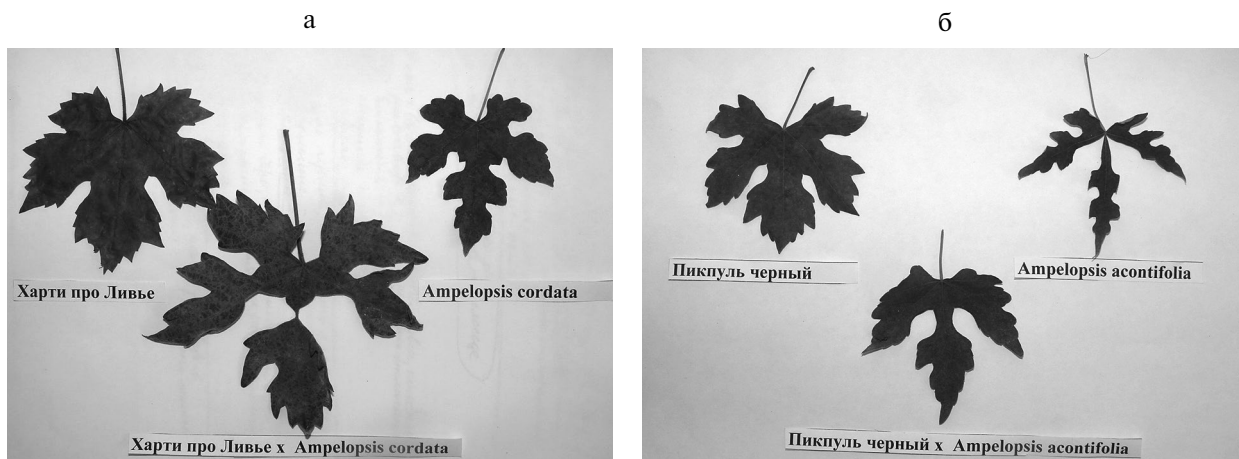 а
б
Харти про Ливье
Ampelopsis cordata
Харти про Ливье х Ampelopsis cordata
Пикпуль черный
Ampelopsis acontifolia
Пикпуль черный х Ampelopsis acontifolia